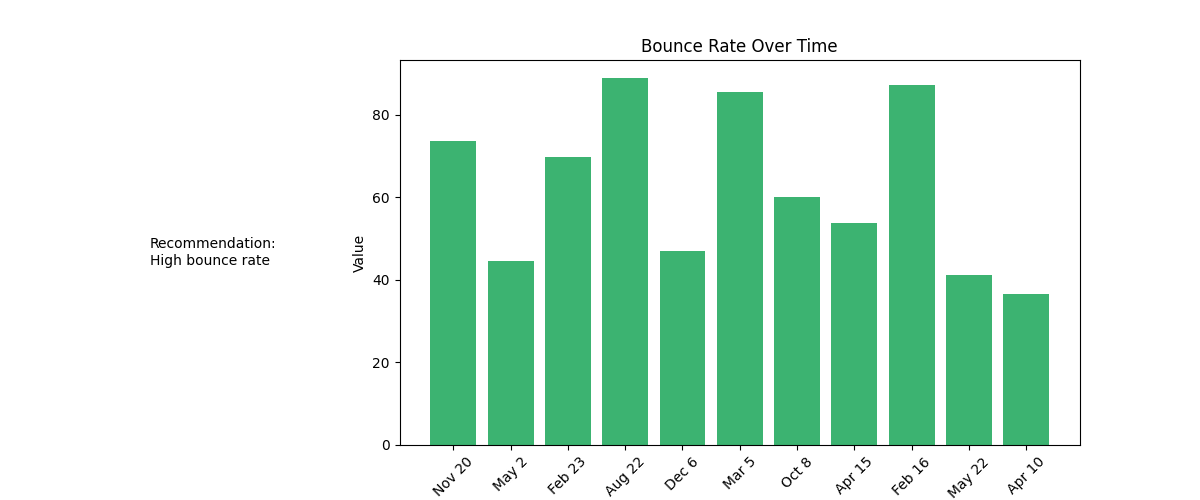 Bounce Rate Over Time
Recommendation:
High bounce rate
Value
80
60
40
20
0
Nov 20
May 2
Feb 23
Aug 22
Dec 6
Mar 5
Oct 8
Apr 15
Feb 16
May 22
Apr 10